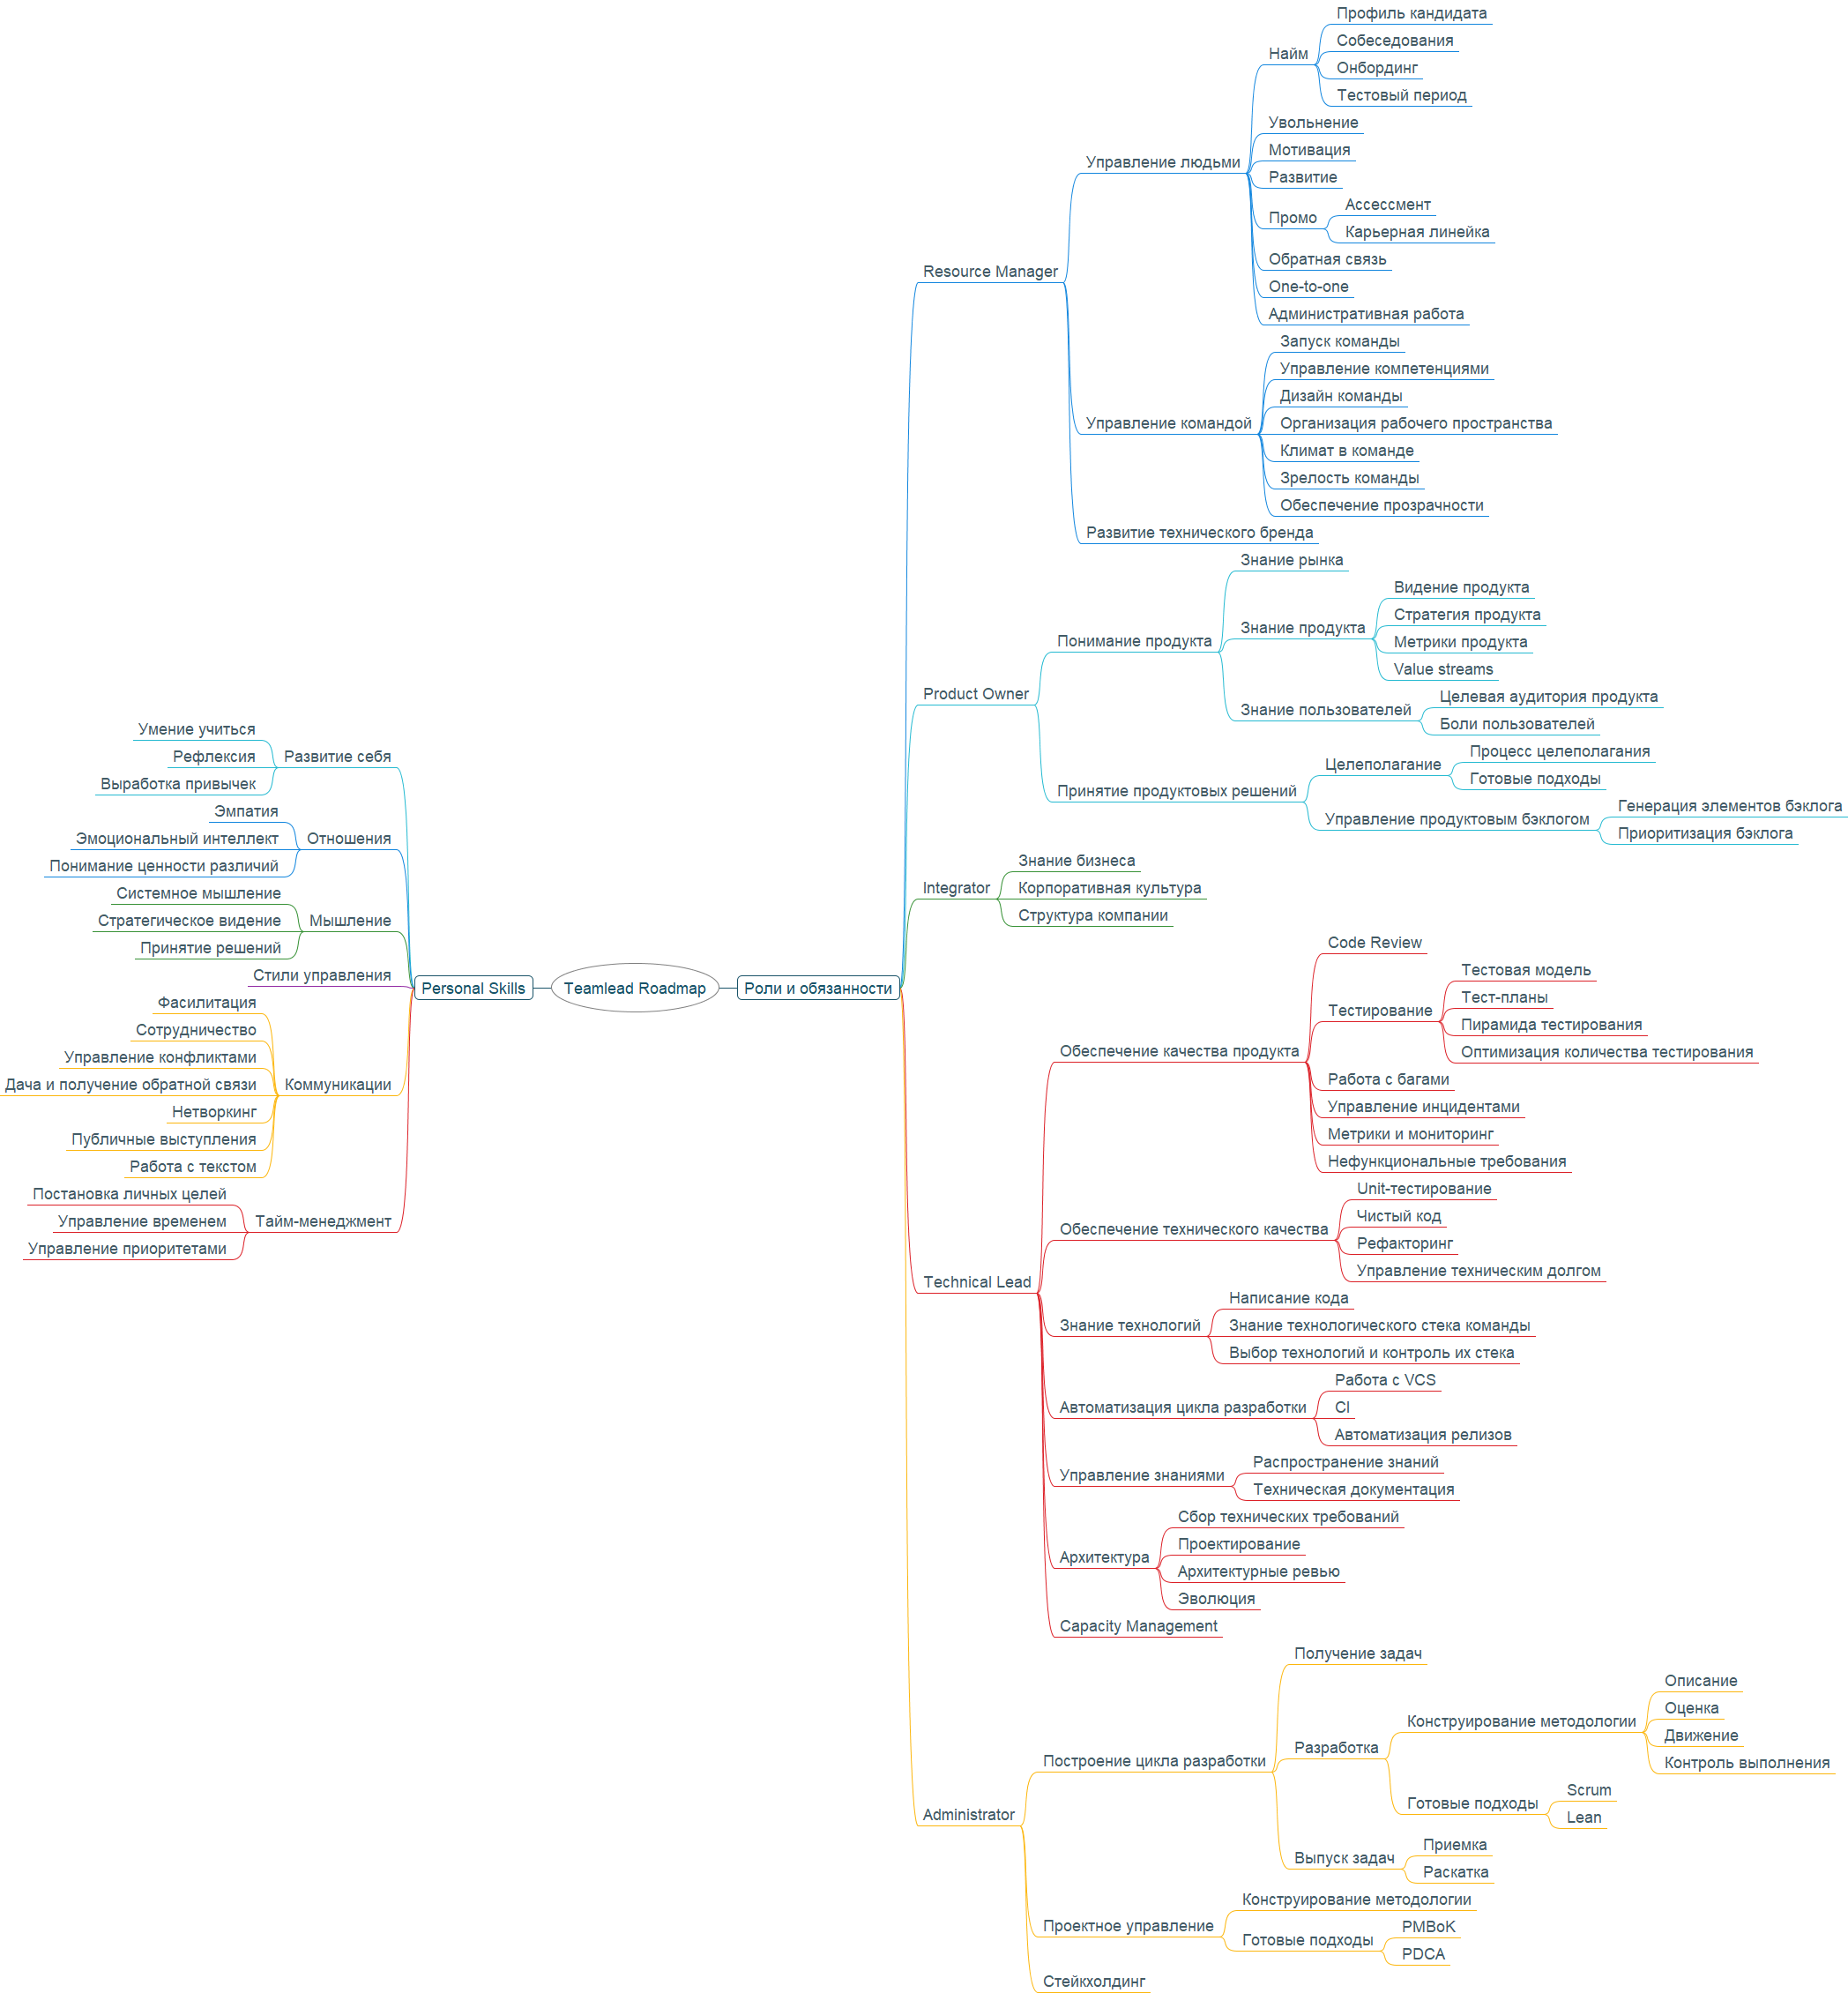 Teamlead Roadmap
Personal Skills
Развитие себя
Умение учиться
Рефлексия
Выработка привычек
Отношения
Эмпатия
Эмоциональный интеллект
Понимание ценности различий
Мышление
Системное мышление
Стратегическое видение
Принятие решений
Стили управления
Коммуникации
Фасилитация
Сотрудничество
Управление конфликтами
Дача и получение обратной связи
Нетворкинг
Публичные выступления
Работа с текстом
Тайм-менеджмент
Постановка личных целей
Управление временем
Управление приоритетами
Роли и обязанности
Resource Manager
Управление людьми
Найм
Профиль кандидата
Собеседования
Онбординг
Тестовый период
Увольнение
Мотивация
Развитие
Промо
Ассессмент
Карьерная линейка
Обратная связь
One-to-one
Административная работа
Управление командой
Запуск команды
Управление компетенциями
Дизайн команды
Организация рабочего пространства
Климат в команде
Зрелость команды
Обеспечение прозрачности
Развитие технического бренда
Product Owner
Понимание продукта
Знание рынка
Знание продукта
Видение продукта
Стратегия продукта
Метрики продукта
Value streams
Знание пользователей
Целевая аудитория продукта
Боли пользователей
Принятие продуктовых решений
Целеполагание
Процесс целеполагания
Готовые подходы
Управление продуктовым бэклогом
Генерация элементов бэклога
Приоритизация бэклога
Integrator
Знание бизнеса
Корпоративная культура
Структура компании
Technical Lead
Обеспечение качества продукта
Code Review
Тестирование
Тестовая модель
Тест-планы
Пирамида тестирования
Оптимизация количества тестирования
Работа с багами
Управление инцидентами
Метрики и мониторинг
Нефункциональные требования
Обеспечение технического качества
Unit-тестирование
Чистый код
Рефакторинг
Управление техническим долгом
Знание технологий
Написание кода
Знание технологического стека команды
Выбор технологий и контроль их стека
Автоматизация цикла разработки
Работа с VCS
CI
Автоматизация релизов
Управление знаниями
Распространение знаний
Техническая документация
Архитектура
Сбор технических требований
Проектирование
Архитектурные ревью
Эволюция
Capacity Management
Administrator
Построение цикла разработки
Получение задач
Разработка
Конструирование методологии
Описание
Оценка
Движение
Контроль выполнения
Готовые подходы
Scrum
Lean
Выпуск задач
Приемка
Раскатка
Проектное управление
Конструирование методологии
Готовые подходы
PMBoK
PDCA
Стейкхолдинг